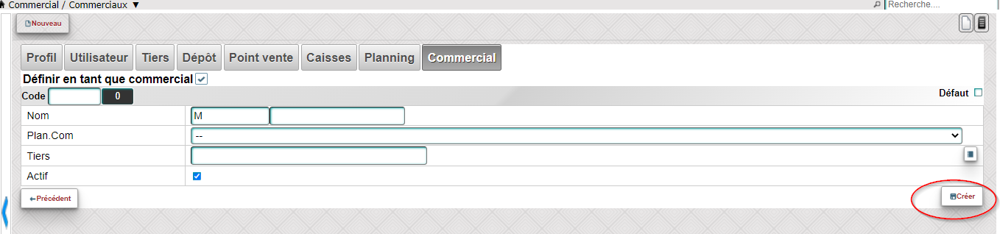 Commercial / Commerciaux ▼ Recherche....
Nouveau
Profil Utilisateur Tiers Dépôt Point vente Caisses Planning Commercial
Définir en tant que commercial
Code 0 Défaut
Nom M
Plan.Com --
Tiers
Actif
Précédent Créer